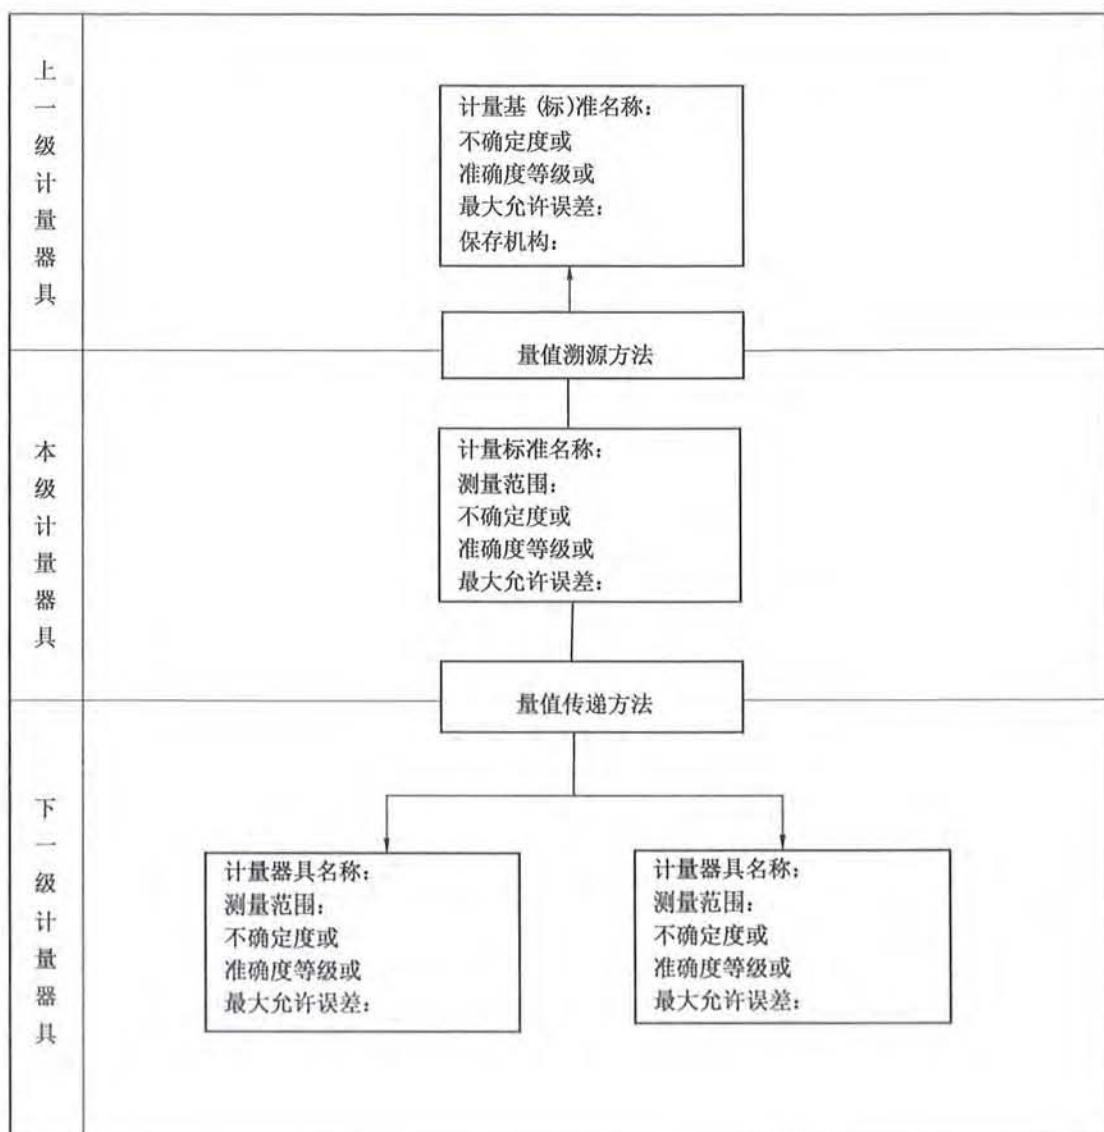 上一级计量器具
计量基(标)准名称：
不确定度或
准确度等级或
最大允许误差：
保存机构：
量值溯源方法
本级计量器具
计量标准名称：
测量范围：
不确定度或
准确度等级或
最大允许误差：
量值传递方法
下一级计量器具
计量器具名称：
测量范围：
不确定度或
准确度等级或
最大允许误差：
计量器具名称：
测量范围：
不确定度或
准确度等级或
最大允许误差：